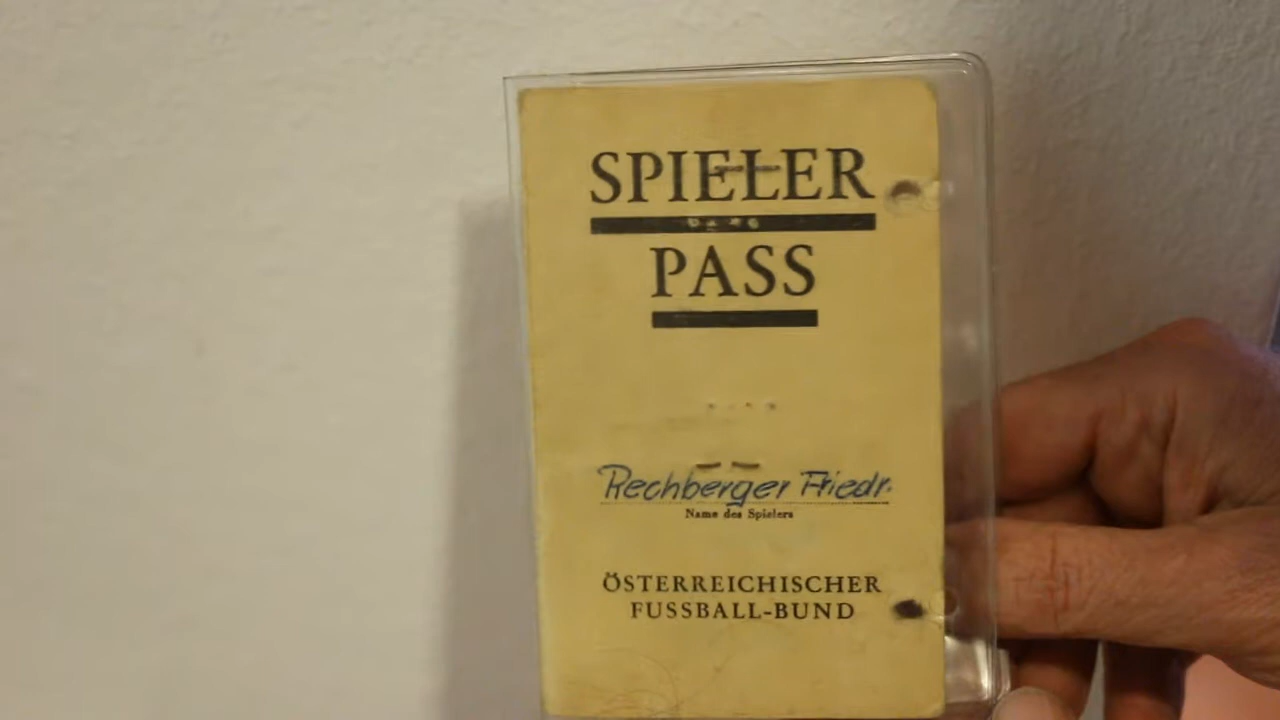 SPIELER
PASS
Rechberger Friedr.
Name des Spielers
ÖSTERREICHISCHER
FUSSBALL-BUND